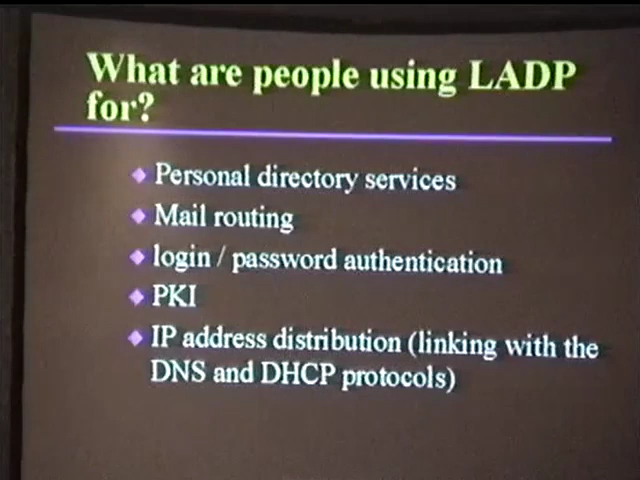 What are people using LADP
for?
Personal directory services
Mail routing
login / password authentication
PKI
IP address distribution (linking with the
DNS and DHCP protocols)